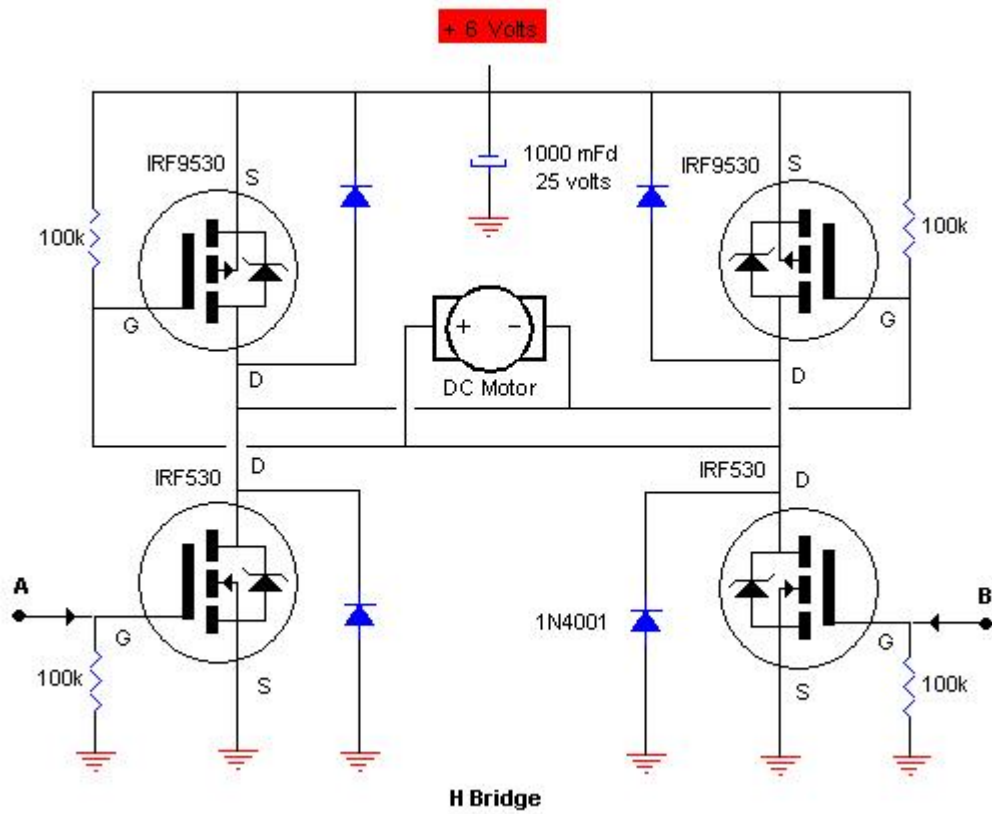 + 6 Volts
IRF9530
S
1000 mFd
25 volts
IRF9530
S
100k
100k
G
+
-
G
DC Motor
D
D
IRF530
D
IRF530
D
A
B
G
1N4001
G
100k
S
S
100k
H Bridge